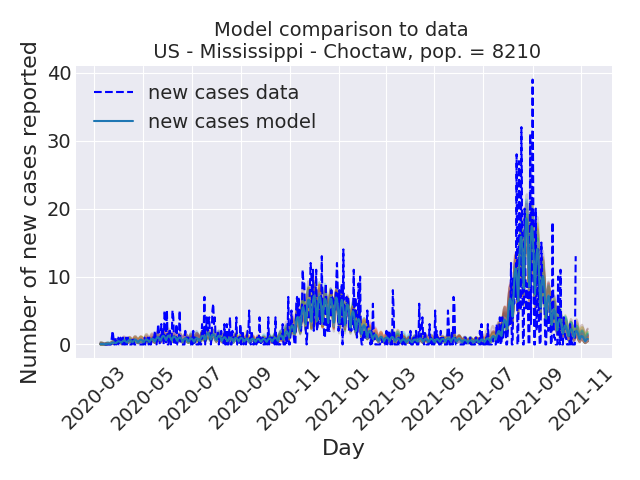 Model comparison to data
US - Mississippi - Choctaw, pop. = 8210
Number of new cases reported
40
30
20
10
0
new cases data
new cases model
2020-03
2020-05
2020-07
2020-09
2020-11
2021-01
2021-03
2021-05
2021-07
2021-09
2021-11
Day